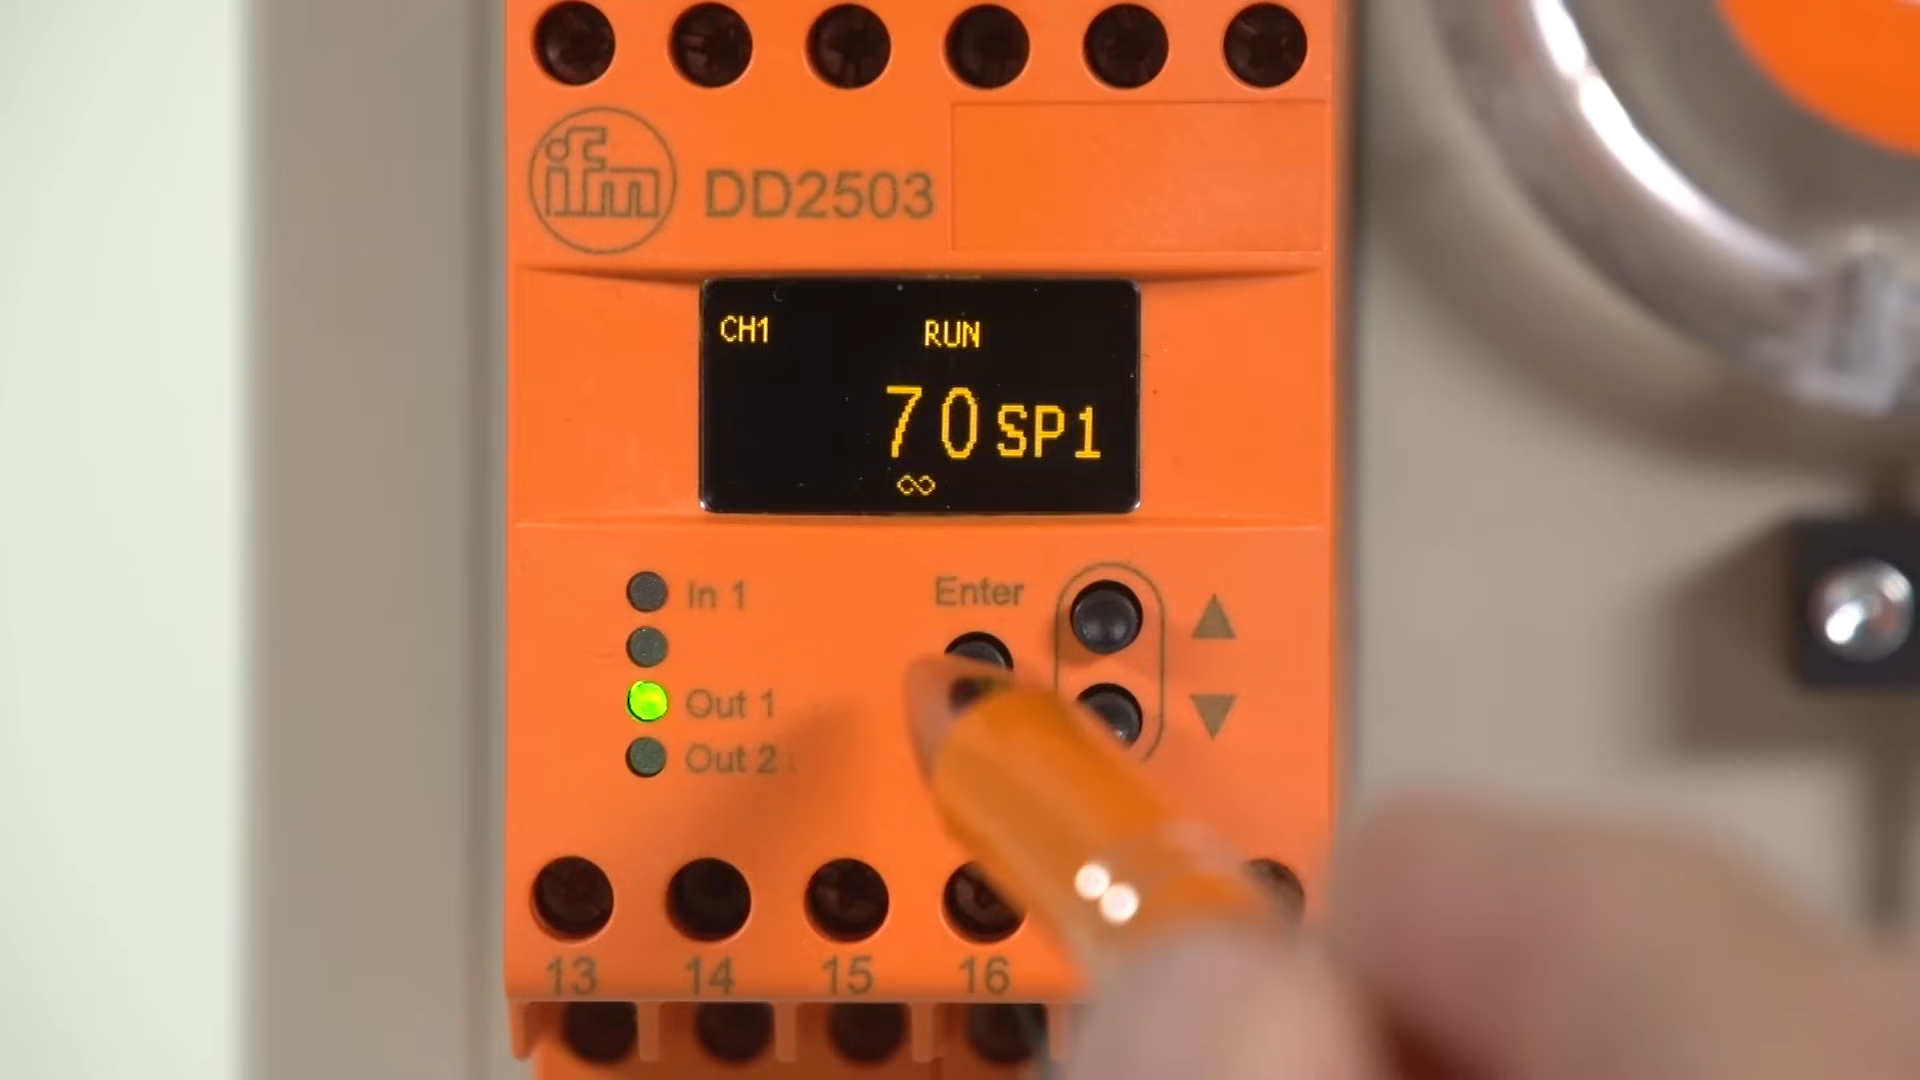 ifm
DD2503
CH1 RUN
70 SP1
∞
In 1
Enter
Out 1
Out 2
13 14 15 16